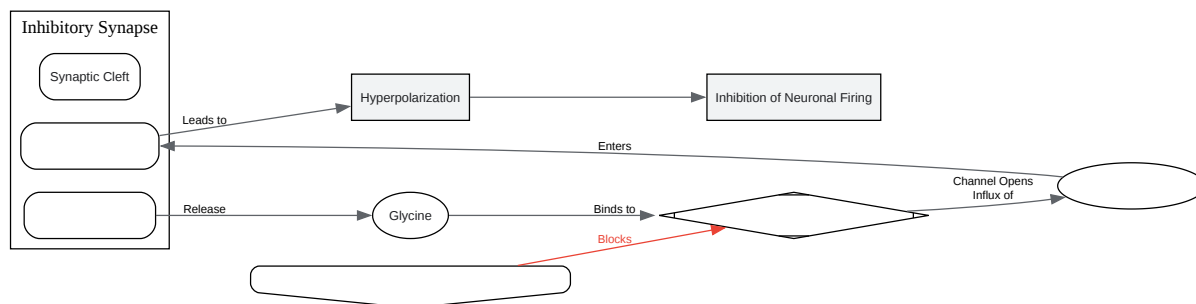 Inhibitory Synapse
Synaptic Cleft
Hyperpolarization
Inhibition of Neuronal Firing
Leads to
Enters
Channel Opens
Influx of
Release
Glycine
Binds to
Blocks